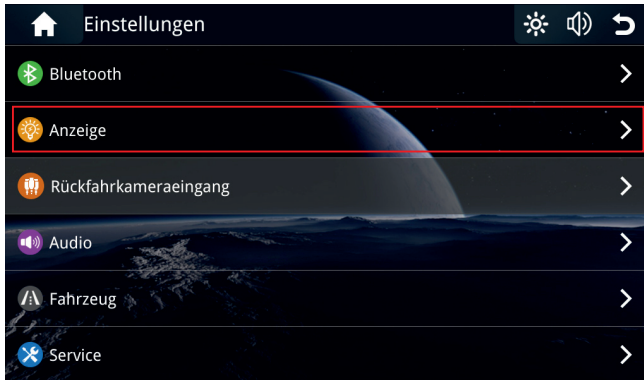 Einstellungen
Bluetooth
Anzeige
Rückfahrkameraeingang
Audio
Fahrzeug
Service